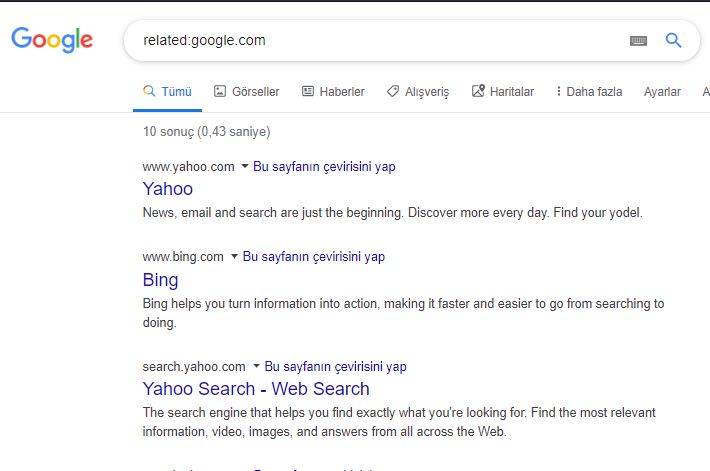 Google
related:google.com
Tümü Görseller Haberler Alışveriş Haritalar Daha fazla Ayarlar A
10 sonuç (0,43 saniye)
www.yahoo.com Bu sayfanın çevirisini yap
Yahoo
News, email and search are just the beginning. Discover more every day. Find your yodel.
www.bing.com Bu sayfanın çevirisini yap
Bing
Bing helps you turn information into action, making it faster and easier to go from searching to
doing.
search.yahoo.com Bu sayfanın çevirisini yap
Yahoo Search - Web Search
The search engine that helps you find exactly what you're looking for. Find the most relevant
information, video, images, and answers from all across the Web.